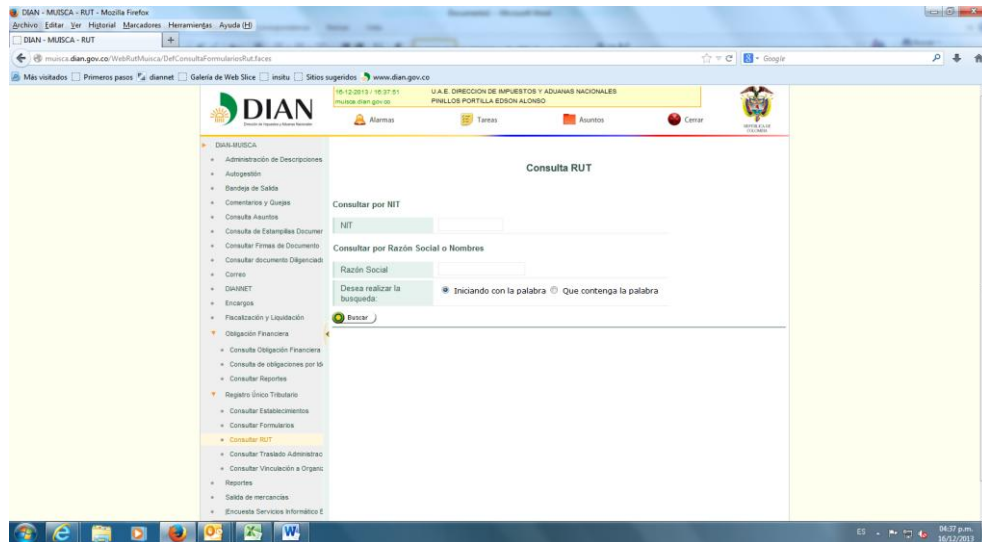 DIAN - MUISCA - RUT - Mozilla Firefox
Archivo Editar Ver Historial Marcadores Herramientas Ayuda (H)
DIAN - MUISCA - RUT +
muisca.dian.gov.co/WebRutMuisca/DefConsultaFormulariosRut.faces
Google
Más visitados Primeros pasos diannet Galería de Web Slice insitu Sitios sugeridos www.dian.gov.co
DIAN
16-12-2013 / 16:37:51 U.A.E. DIRECCION DE IMPUESTOS Y ADUANAS NACIONALES
muisca.dian.gov.co PINILLOS PORTILLA EDSON ALONSO
Alarmas Tareas Asuntos Cerrar
DIAN-MUISCA
Administración de Descripciones
Autogestión
Bandeja de Salida
Comentarios y Quejas
Consulta Asuntos
Consulta de Estampillas Documen
Consultar Firmas de Documento
Consultar documento Diligenciad
Correo
DIANNET
Encargos
Fiscalización y Liquidación
Obligación Financiera
Consulta Obligación Financiera
Consulta de obligaciones por Id
Consultar Reportes
Registro Único Tributario
Consultar Establecimientos
Consultar Formularios
Consultar RUT
Consultar Traslado Administrac
Consultar Vinculación a Organiz
Reportes
Salida de mercancías
Encuesta Servicios Informático E
Consulta RUT
Consultar por NIT
NIT
Consultar por Razón Social o Nombres
Razón Social
Desea realizar la busqueda: Iniciando con la palabra Que contenga la palabra
Buscar
ES 04:37 p.m.
16/12/2013